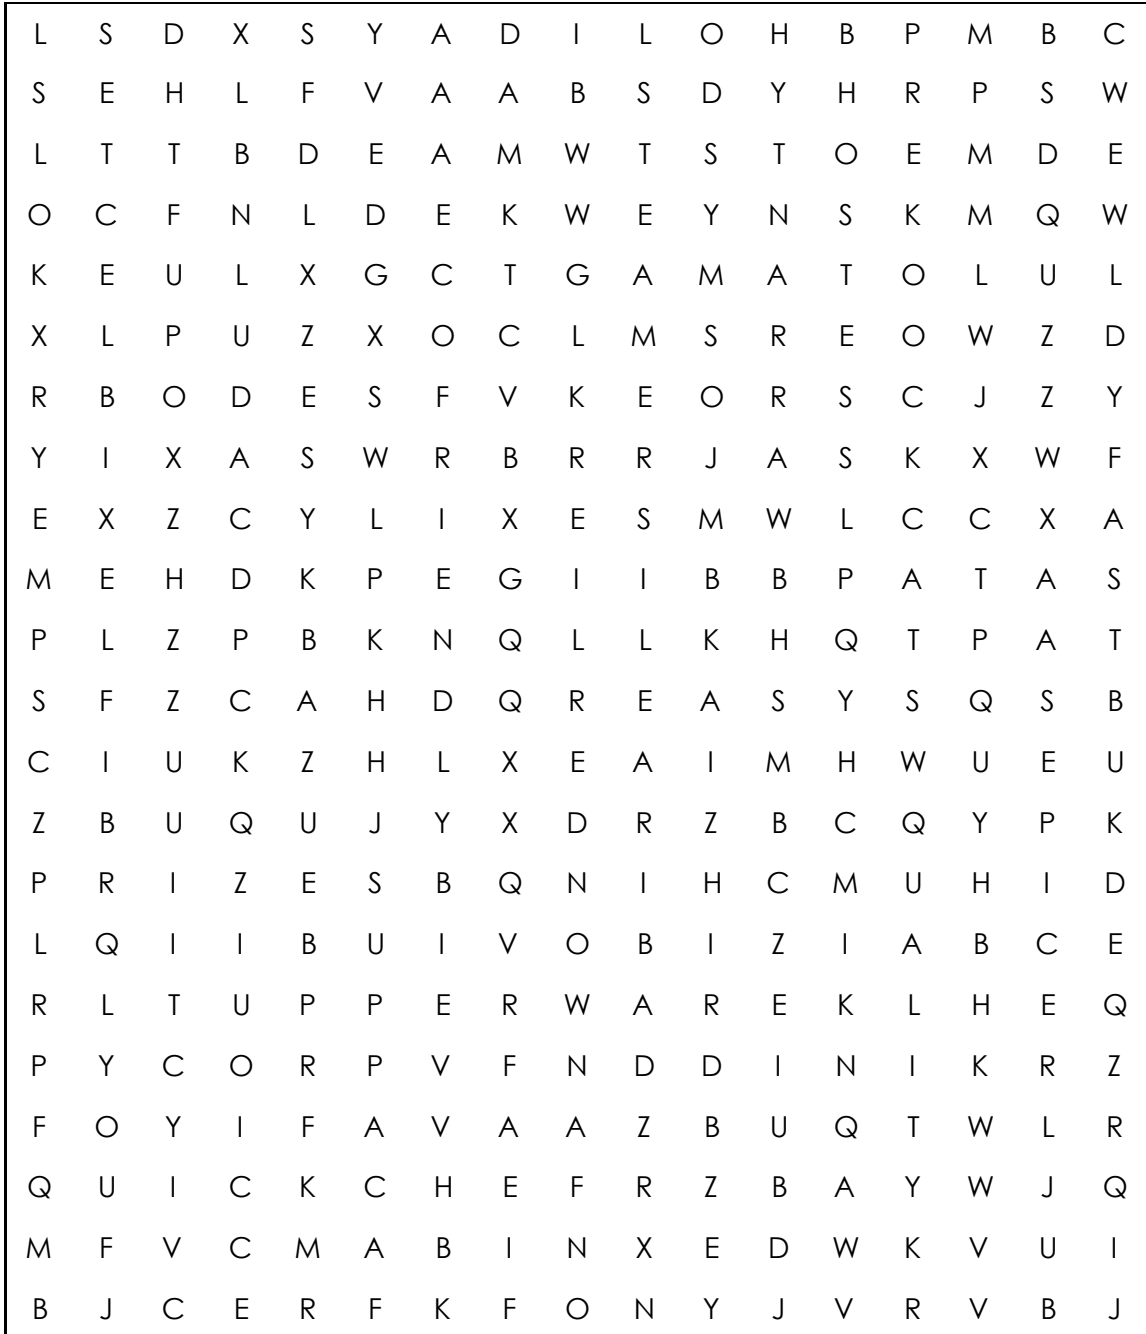 L S D X S Y A D I L O H B P M B C
S E H L F V A A B S D Y H R P S W
L T T B D E A M W T S T O E M D E
O C F N L D E K W E Y N S K M Q W
K E U L X G C T G A M A T O L U L
X L P U Z X O C L M S R E O W Z D
R B O D E S F V K E O R S C J Z Y
Y I X A S W R B R R J A S K X W F
E X Z C Y L I X E S M W L C C X A
M E H D K P E G I I B B P A T A S
P L Z P B K N Q L L K H Q T P A T
S F Z C A H D Q R E A S Y S Q S B
C I U K Z H L X E A I M H W U E U
Z B U Q U J Y X D R Z B C Q Y P K
P R I Z E S B Q N I H C M U H I D
L Q I I B U I V O B I Z I A B C E
R L T U P P E R W A R E K L H E Q
P Y C O R P V F N D D I N I K R Z
F O Y I F A V A A Z B U Q T W L R
Q U I C K C H E F R Z B A Y W J Q
M F V C M A B I N X E D W K V U I
B J C E R F K F O N Y J V R V B J